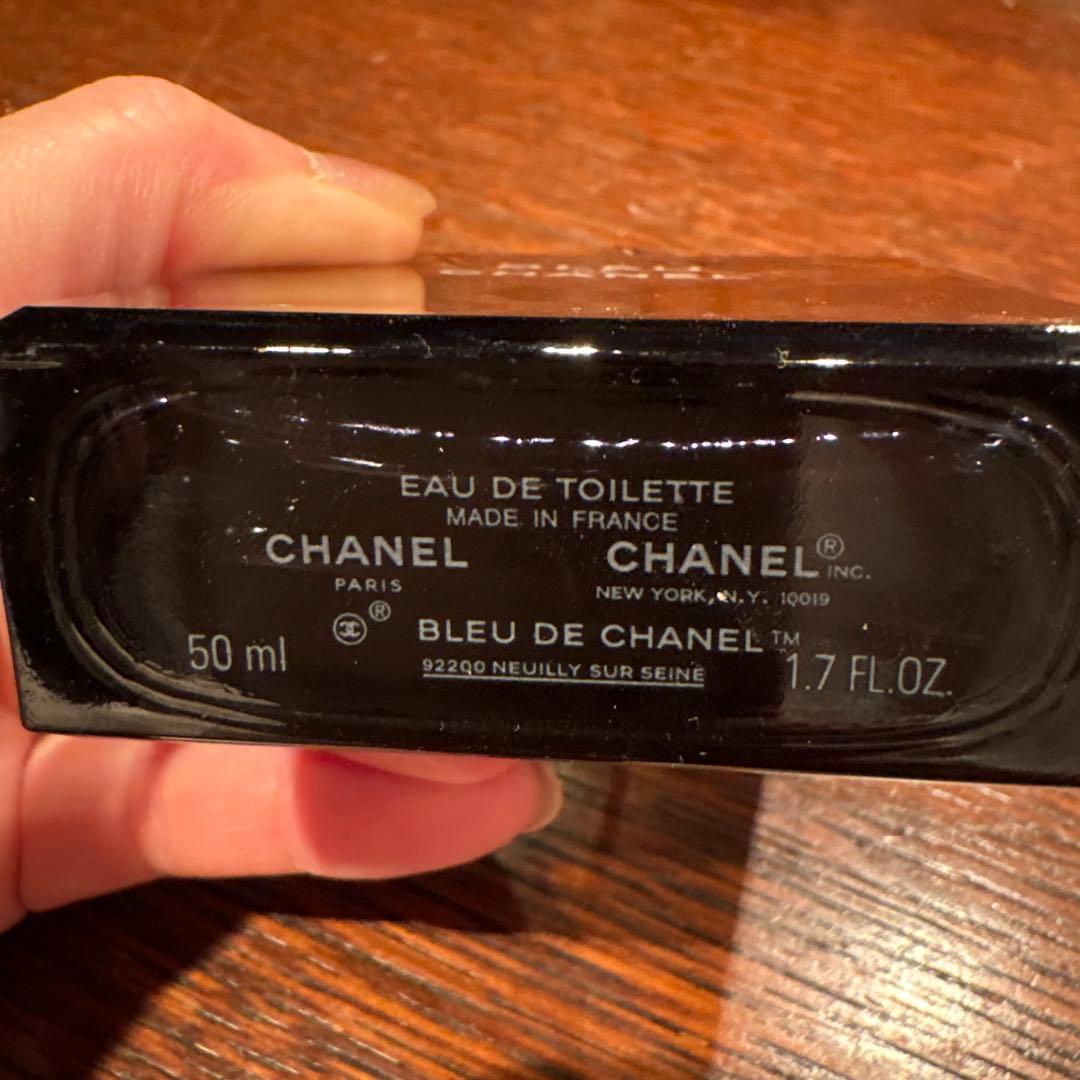 EAU DE TOILETTE
MADE IN FRANCE
CHANEL CHANEL® INC.
PARIS NEW YORK, N.Y. 10019
®
BLEU DE CHANEL™
50 ml 92200 NEUILLY SUR SEINE 1.7 FL.OZ.